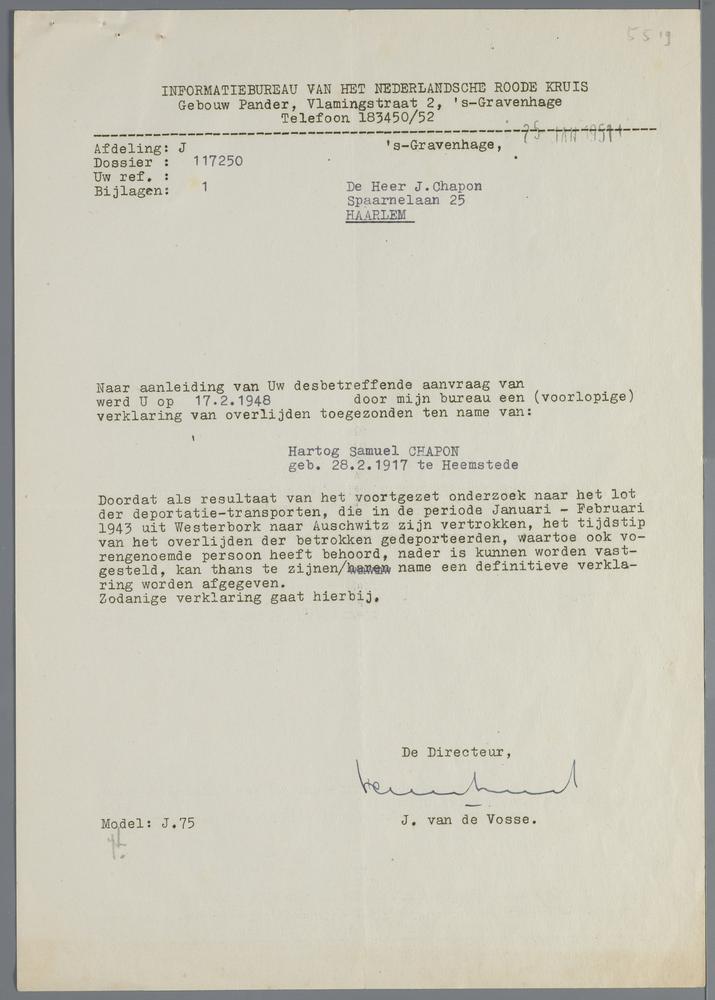 5519
INFORMATIEBUREAU VAN HET NEDERLANDSCHE ROODE KRUIS
Gebouw Pander, Vlamingstraat 2, 's-Gravenhage
Telefoon 183450/52
Afdeling: J
's-Gravenhage, 25 JAN 1951
Dossier : 117250
Uw ref. :
Bijlagen: 1
De Heer J.Chapon
Spaarnelaan 25
HAARLEM
Naar aanleiding van Uw desbetreffende aanvraag van
werd U op 17.2.1948 door mijn bureau een (voorlopige)
verklaring van overlijden toegezonden ten name van:
Hartog Samuel CHAPON
geb. 28.2.1917 te Heemstede
Doordat als resultaat van het voortgezet onderzoek naar het lot
der deportatie-transporten, die in de periode Januari - Februari
1943 uit Westerbork naar Auschwitz zijn vertrokken, het tijdstip
van het overlijden der betrokken gedeporteerden, waartoe ook vo-
rengenoemde persoon heeft behoord, nader is kunnen worden vast-
gesteld, kan thans te zijnen/haren name een definitieve verkla-
ring worden afgegeven.
Zodanige verklaring gaat hierbij.
De Directeur,
J. van de Vosse.
Model: J.75